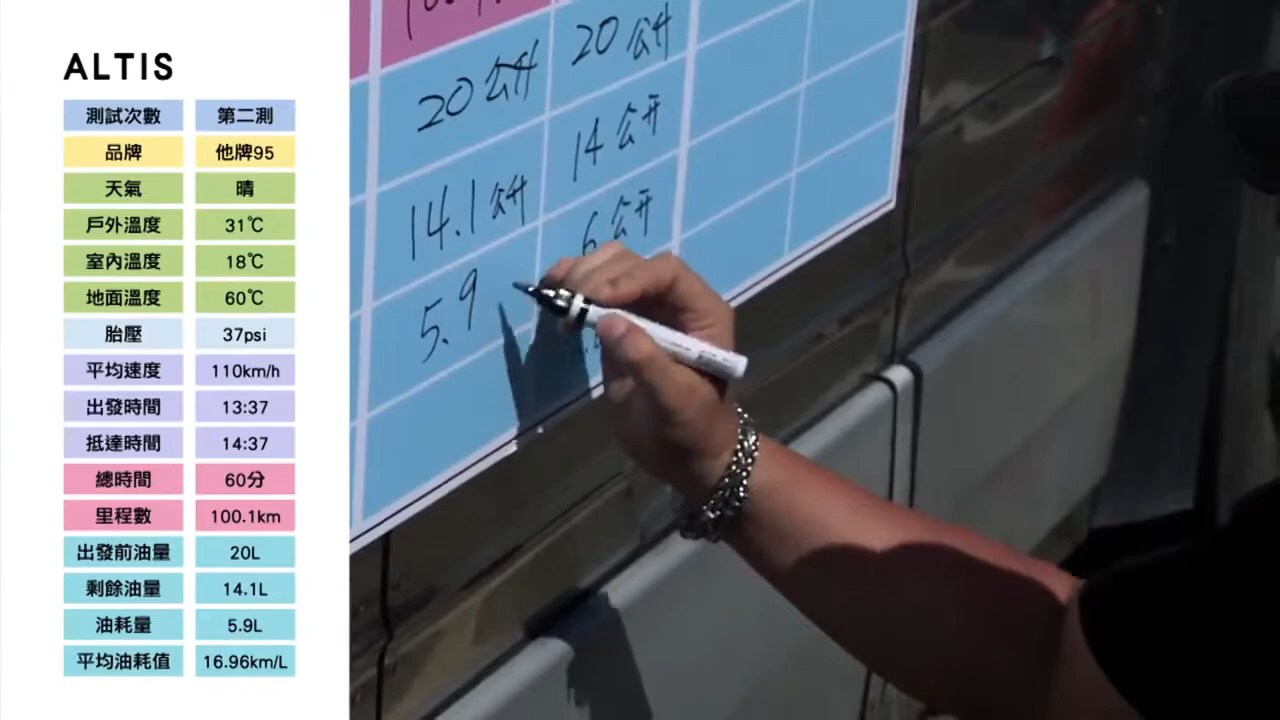 ALTIS
測試次數 第二測
品牌 他牌95
天氣 晴
戶外溫度 31℃
室內溫度 18℃
地面溫度 60℃
胎壓 37psi
平均速度 110km/h
出發時間 13:37
抵達時間 14:37
總時間 60分
里程數 100.1km
出發前油量 20L
剩餘油量 14.1L
油耗量 5.9L
平均油耗值 16.96km/L
20公升 20公升
14.1公升 14公升
5.9 6公升